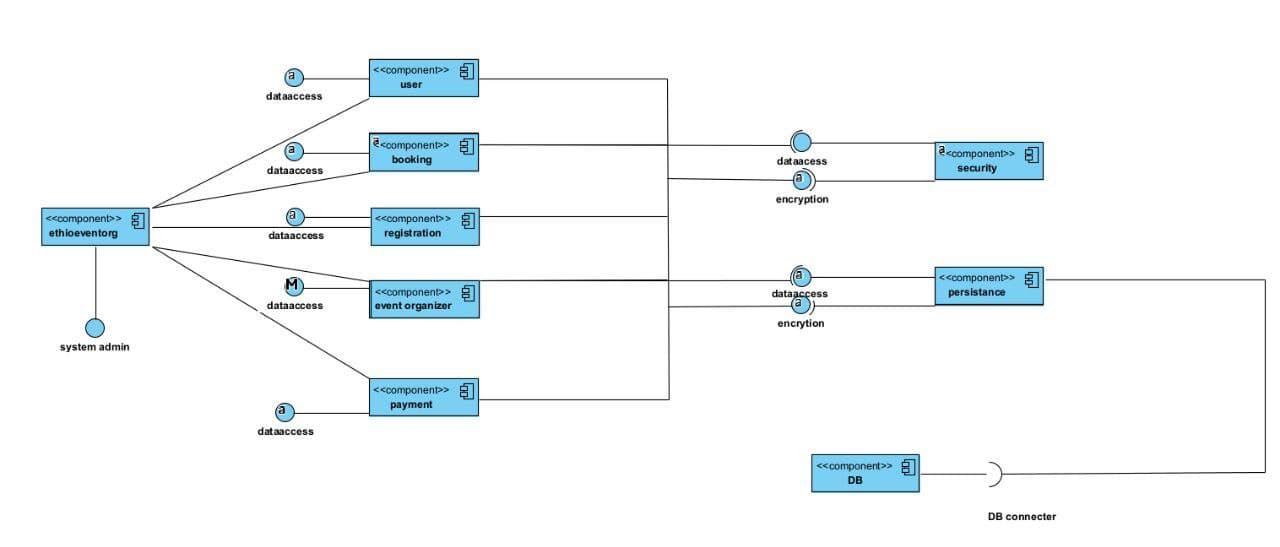 <<component>>
user
a
dataaccess
a
<<component>>
booking
a
dataaccess
dataacess
a
<<component>>
security
a
encryption
<<component>>
ethioeventorg
a
dataaccess
<<component>>
registration
M
dataaccess
<<component>>
event organizer
a
dataaccess
<<component>>
persistance
a
encrytion
system admin
<<component>>
payment
a
dataaccess
<<component>>
DB
DB connecter